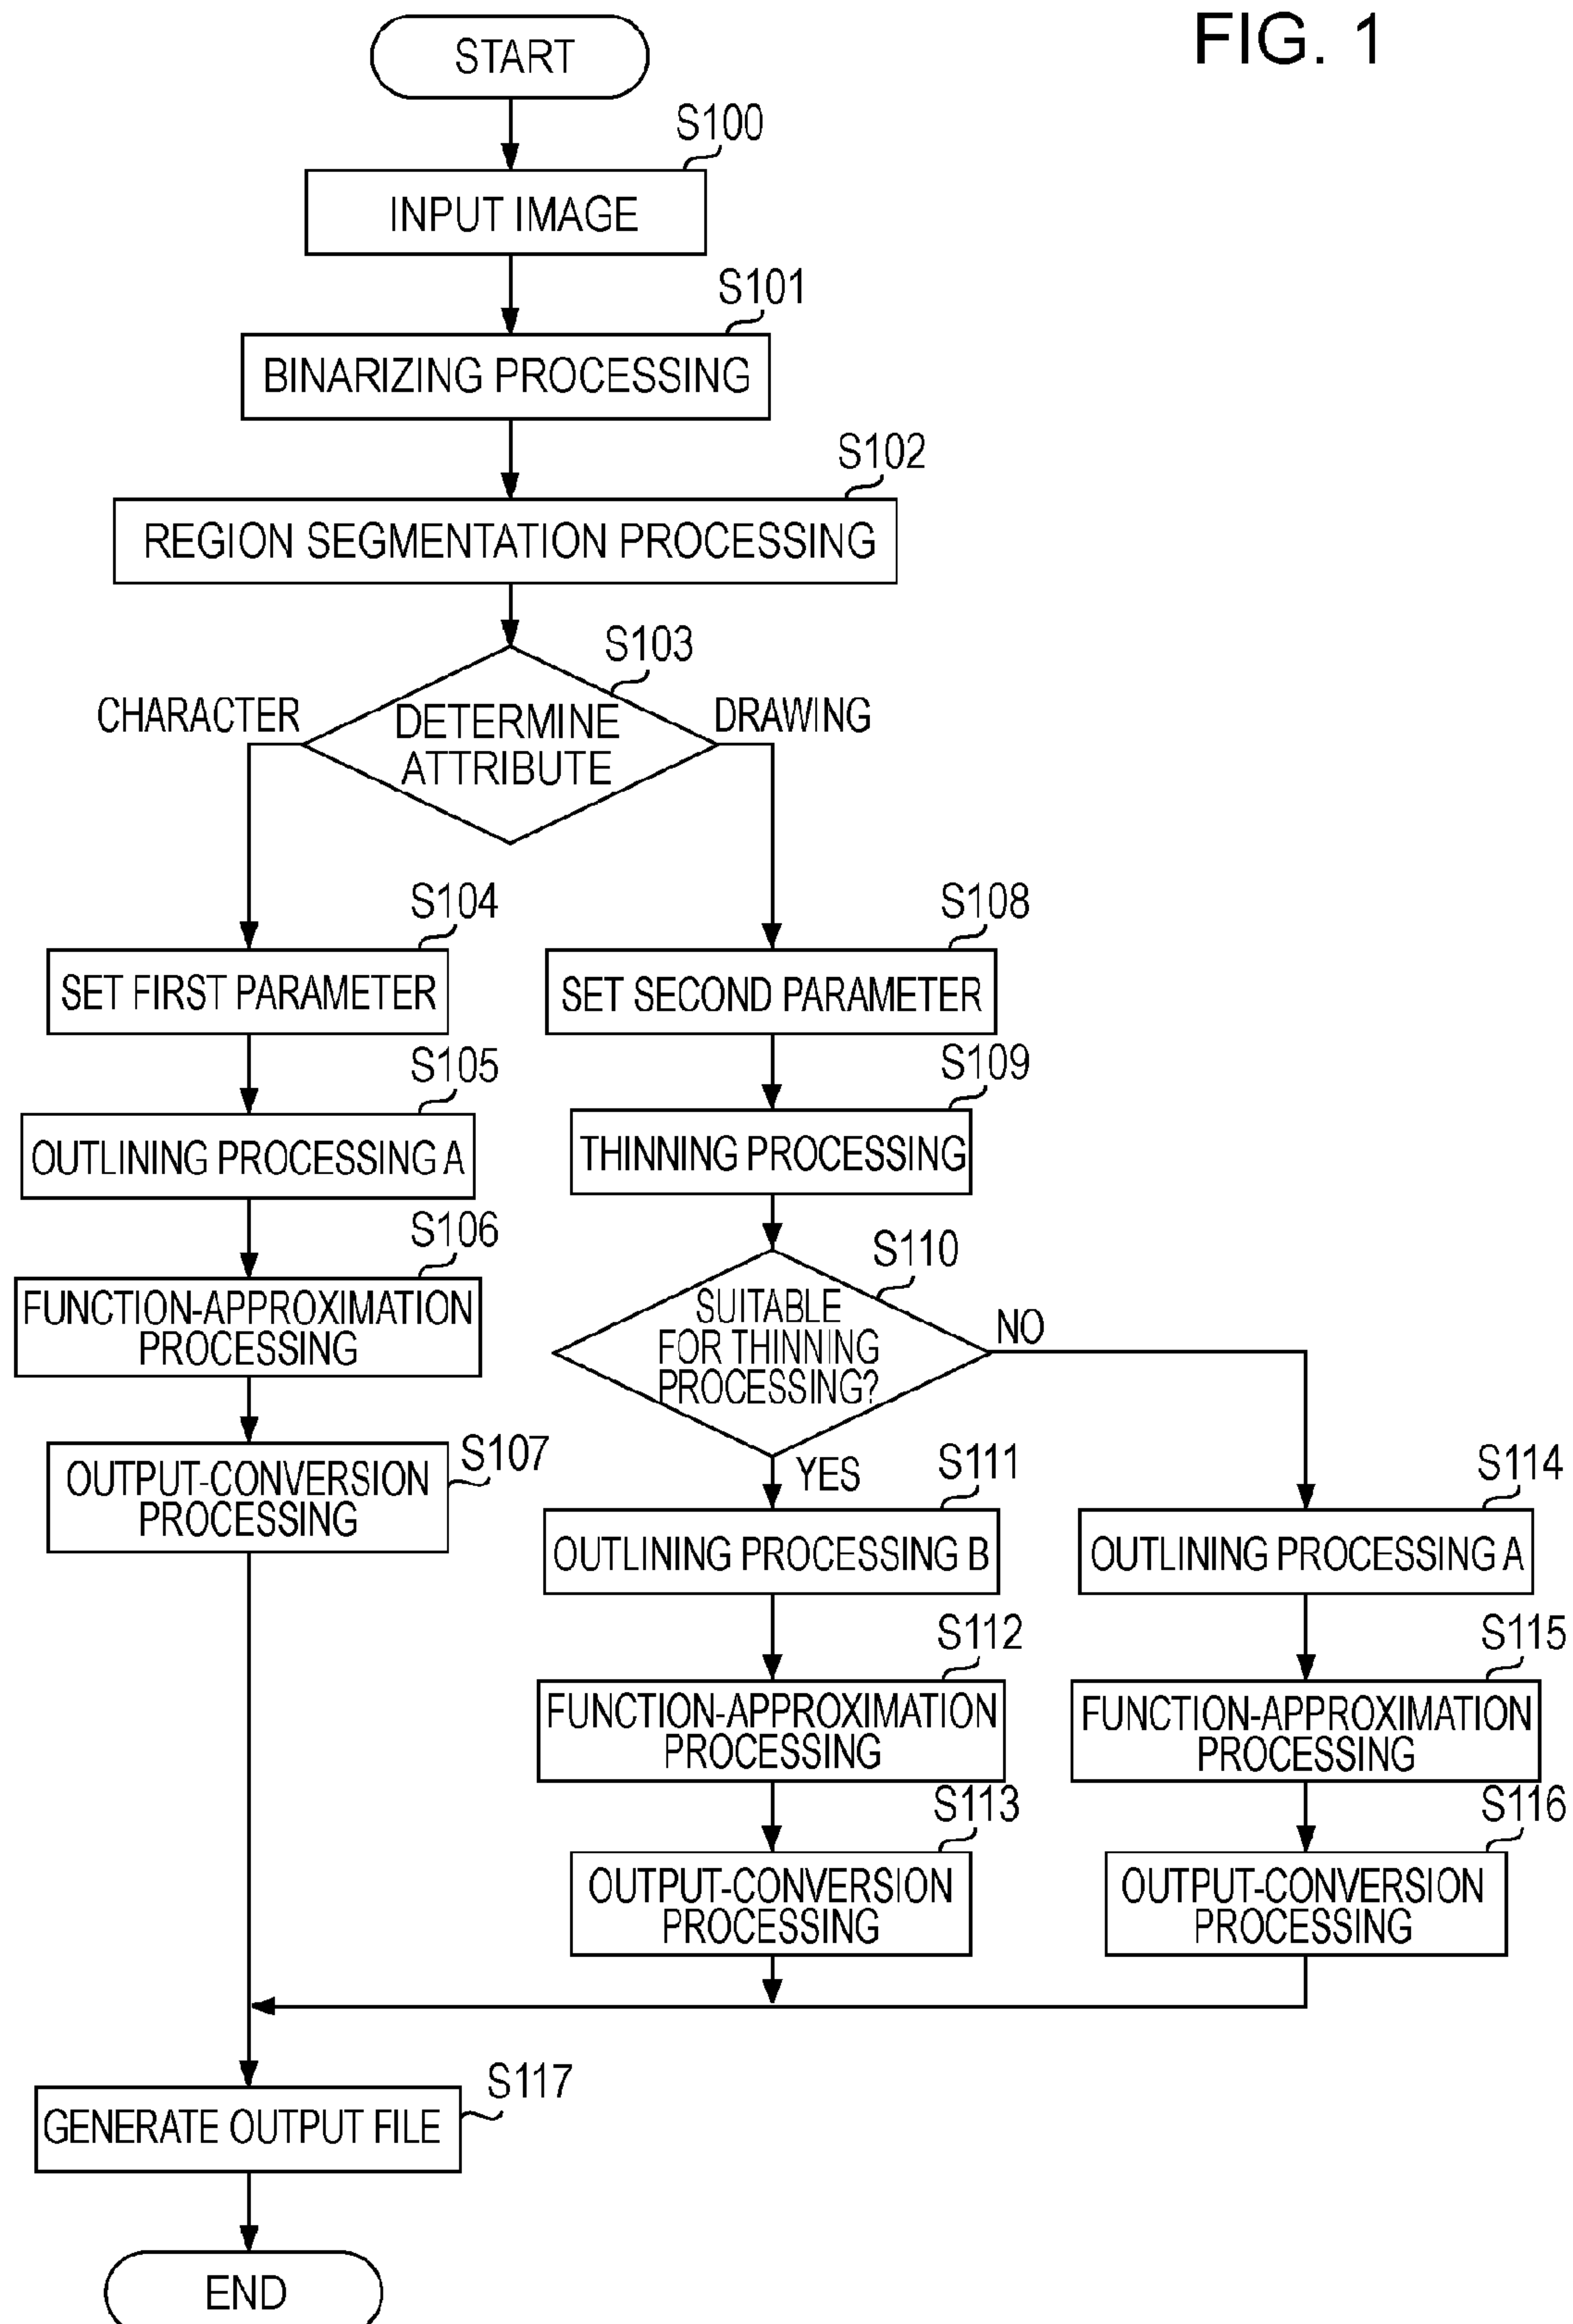 FIG. 1
START
S100
INPUT IMAGE
S101
BINARIZING PROCESSING
S102
REGION SEGMENTATION PROCESSING
S103
CHARACTER
DETERMINE
ATTRIBUTE
DRAWING
S104
SET FIRST PARAMETER
S105
OUTLINING PROCESSING A
S106
FUNCTION-APPROXIMATION
PROCESSING
S107
OUTPUT-CONVERSION
PROCESSING
S108
SET SECOND PARAMETER
S109
THINNING PROCESSING
S110
SUITABLE
FOR THINNING
PROCESSING?
NO
YES
S111
OUTLINING PROCESSING B
S112
FUNCTION-APPROXIMATION
PROCESSING
S113
OUTPUT-CONVERSION
PROCESSING
S114
OUTLINING PROCESSING A
S115
FUNCTION-APPROXIMATION
PROCESSING
S116
OUTPUT-CONVERSION
PROCESSING
S117
GENERATE OUTPUT FILE
END